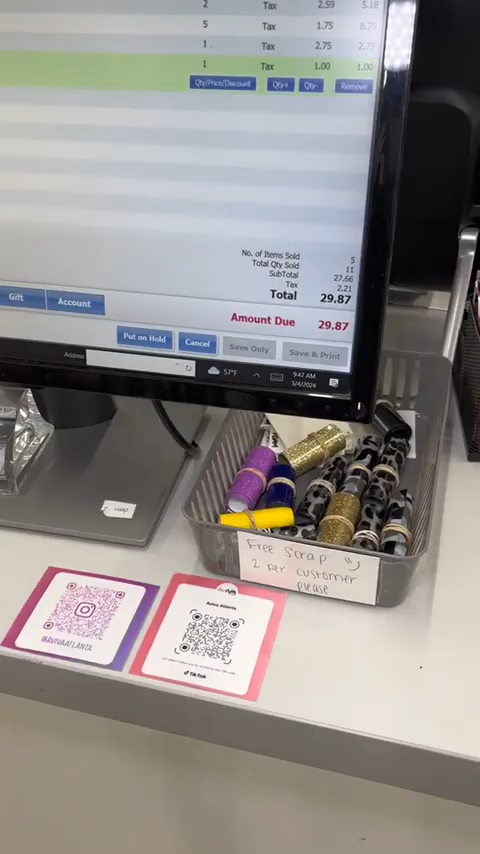 2 Tax 2.59 5.18
5 Tax 1.75 8.75
1 Tax 2.75 2.75
1 Tax 1.00 1.00
Qty/Price/Discount Qty+ Qty- Remove
No. of Items Sold 5
Total Qty Sold 11
SubTotal 27.66
Tax 2.21
Total 29.87
Gift Account
Amount Due 29.87
Put on Hold Cancel Save Only Save & Print
Address
57°F
9:47 AM
3/4/2024
Free Scrap
2 per customer
please
@AVIVAATLANTA
Aviva Atlanta
TikTok